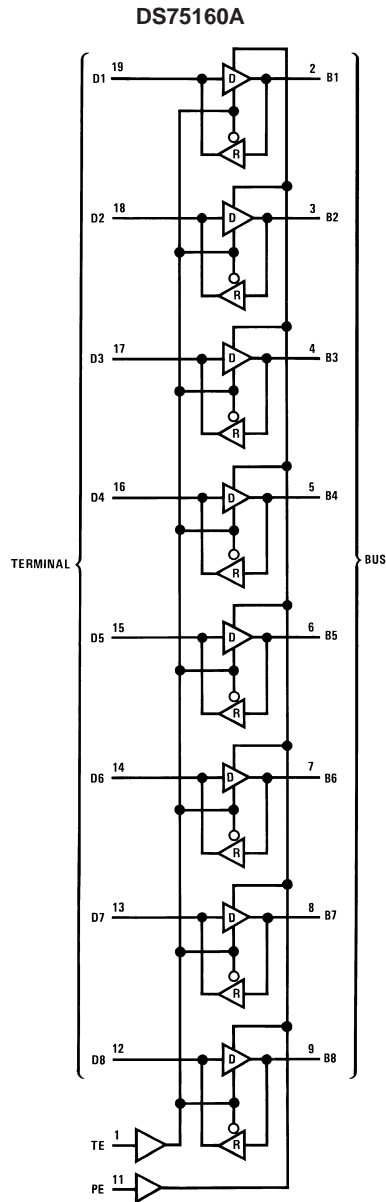 DS75160A
D1 19 D 2 B1
R
D2 18 D 3 B2
R
D3 17 D 4 B3
R
D4 16 D 5 B4
R
TERMINAL BUS
D5 15 D 6 B5
R
D6 14 D 7 B6
R
D7 13 D 8 B7
R
D8 12 D 9 B8
R
TE 1
PE 11